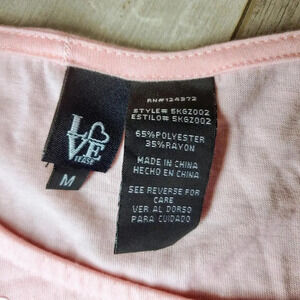 LOVE
TEASE
M
RN#124972
STYLE# 5KGZ002
ESTILO# 5KGZ002
65%POLYESTER
35%RAYON
MADE IN CHINA
HECHO EN CHINA
SEE REVERSE FOR
CARE
VER AL DORSO
PARA CUIDADO